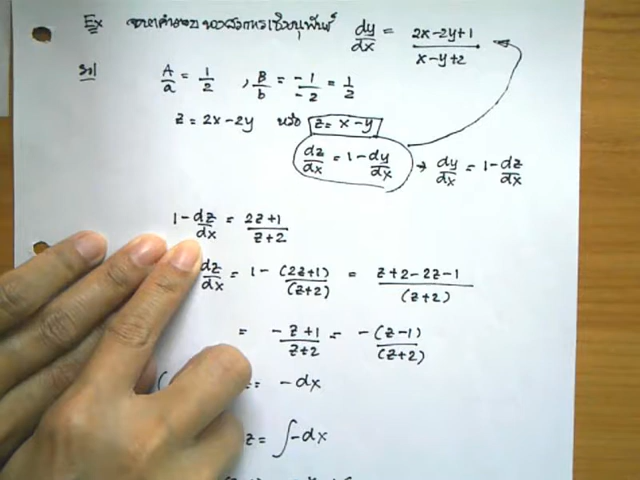 Ex จงหาคำตอบของสมการเชิงอนุพันธ์ dy/dx = (2x-2y+1)/(x-y+2)
Sol A/a = 1/2 , B/b = -1/-2 = 1/2
z = 2x-2y หรือ z = x-y
dz/dx = 1 - dy/dx → dy/dx = 1 - dz/dx
1 - dz/dx = (2z+1)/(z+2)
dz/dx = 1 - (2z+1)/(z+2) = (z+2-2z-1)/(z+2)
= (-z+1)/(z+2) = -(z-1)/(z+2)
= -dx
z = ∫-dx